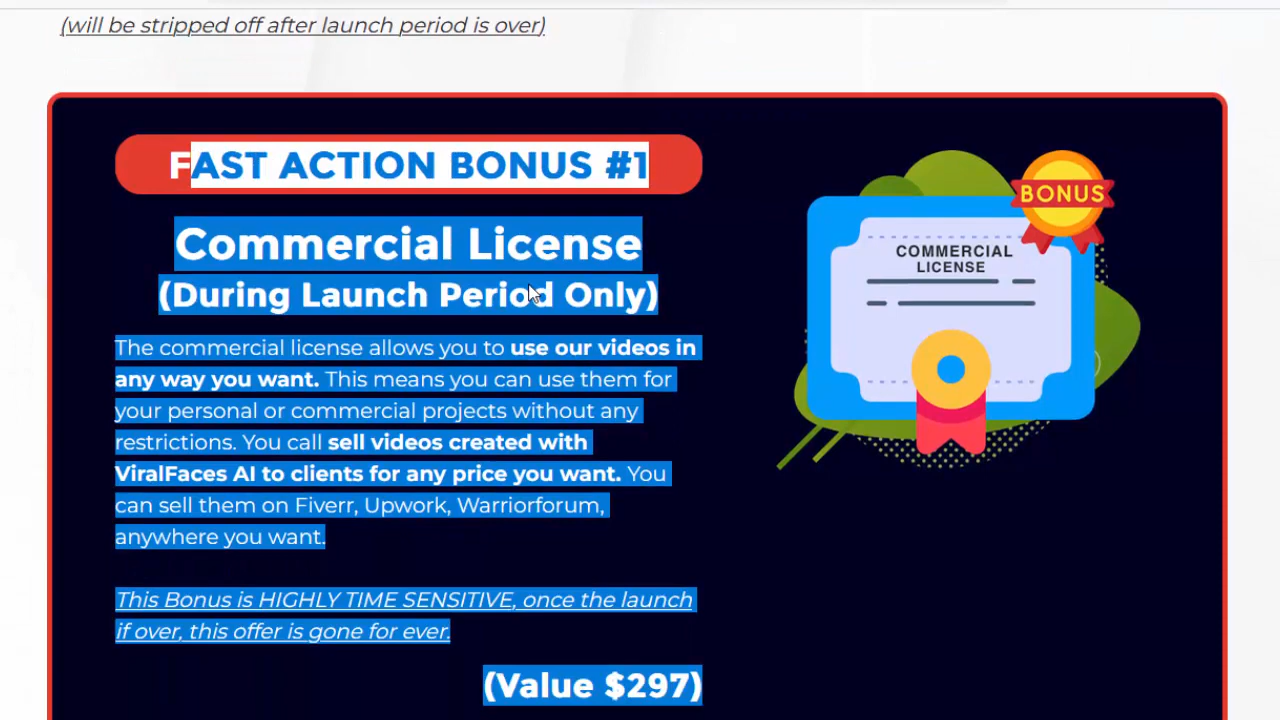 (will be stripped off after launch period is over)
FAST ACTION BONUS #1
Commercial License
(During Launch Period Only)
The commercial license allows you to use our videos in
any way you want. This means you can use them for
your personal or commercial projects without any
restrictions. You call sell videos created with
ViralFaces AI to clients for any price you want. You
can sell them on Fiverr, Upwork, Warriorforum,
anywhere you want.
This Bonus is HIGHLY TIME SENSITIVE, once the launch
if over, this offer is gone for ever.
(Value $297)
BONUS
COMMERCIAL
LICENSE